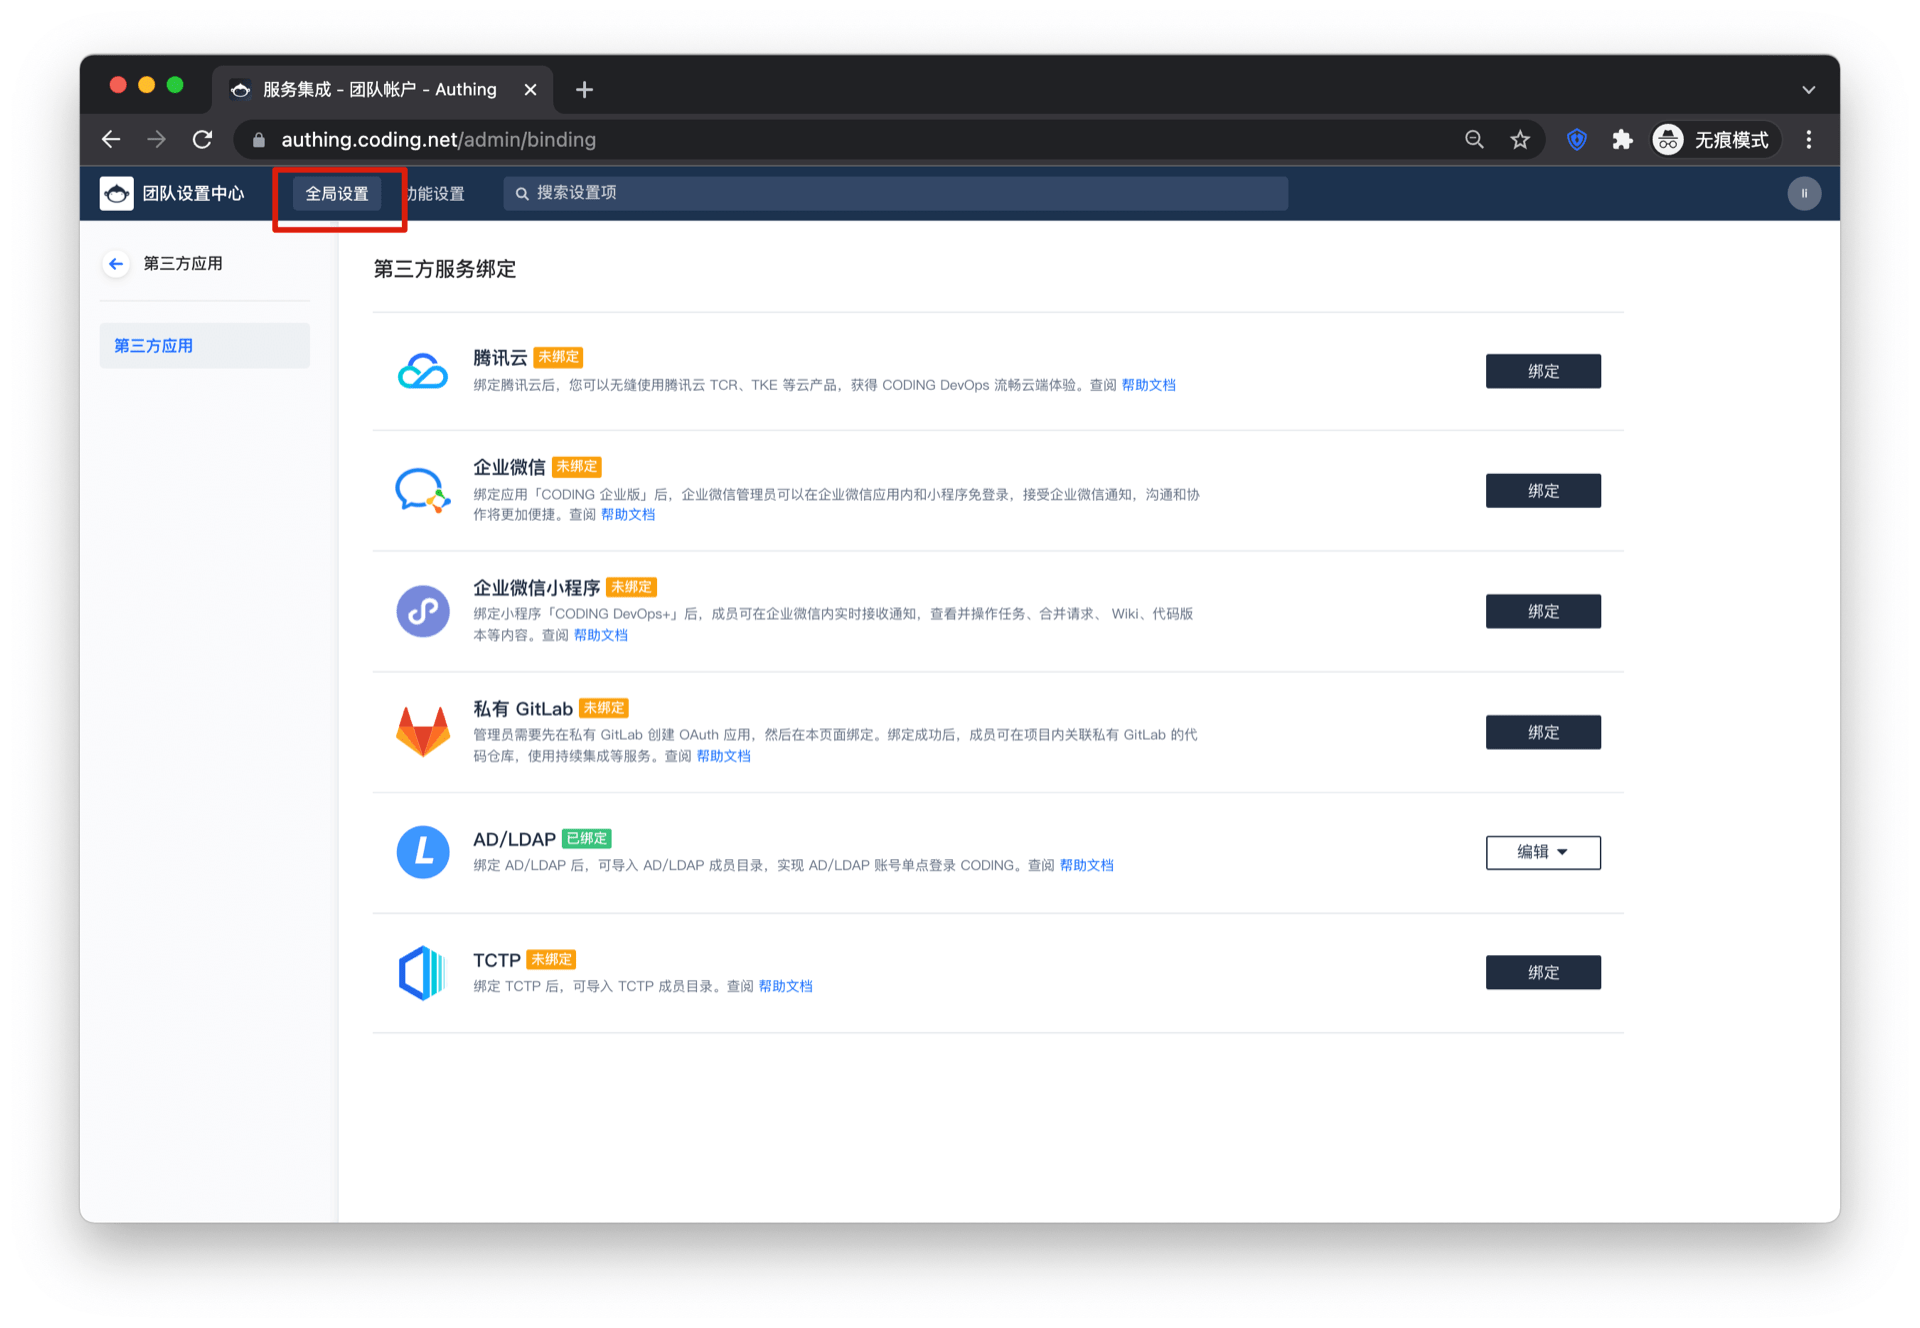 服务集成 – 团队帐户 – Authing
authing.coding.net/admin/binding
无痕模式
团队设置中心
全局设置
能设置
搜索设置项
li
第三方应用
第三方应用
第三方服务绑定
腾讯云 未绑定
绑定腾讯云后，您可以无缝使用腾讯云 TCR、TKE 等云产品，获得 CODING DevOps 流畅云端体验。查阅 帮助文档
绑定
企业微信 未绑定
绑定应用「CODING 企业版」后，企业微信管理员可以在企业微信应用内和小程序免登录，接受企业微信通知，沟通和协
作将更加便捷。查阅 帮助文档
绑定
企业微信小程序 未绑定
绑定小程序「CODING DevOps+」后，成员可在企业微信内实时接收通知，查看并操作任务、合并请求、 Wiki、代码版
本等内容。查阅 帮助文档
绑定
私有 GitLab 未绑定
管理员需要先在私有 GitLab 创建 OAuth 应用，然后在本页面绑定。绑定成功后，成员可在项目内关联私有 GitLab 的代
码仓库，使用持续集成等服务。查阅 帮助文档
绑定
AD/LDAP 已绑定
绑定 AD/LDAP 后，可导入 AD/LDAP 成员目录，实现 AD/LDAP 账号单点登录 CODING。查阅 帮助文档
编辑
TCTP 未绑定
绑定 TCTP 后，可导入 TCTP 成员目录。查阅 帮助文档
绑定